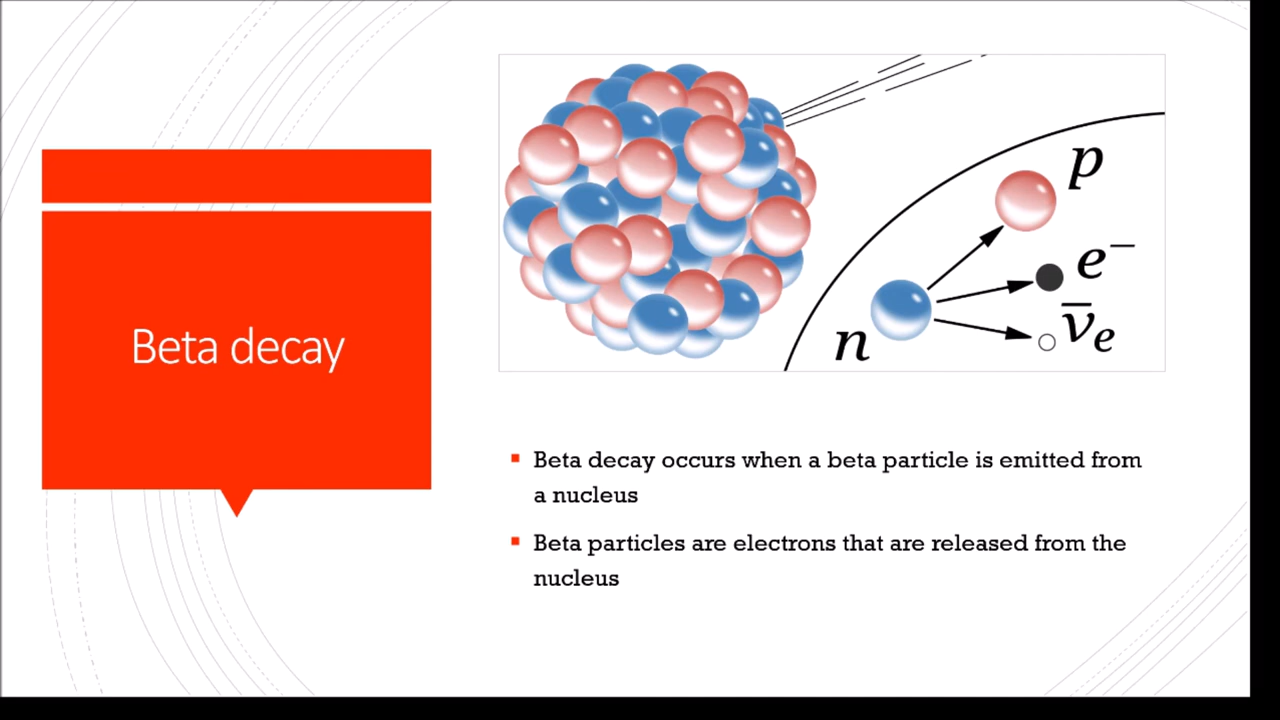 Beta decay
p
e⁻
n
ν̅ₑ
Beta decay occurs when a beta particle is emitted from
a nucleus
Beta particles are electrons that are released from the
nucleus